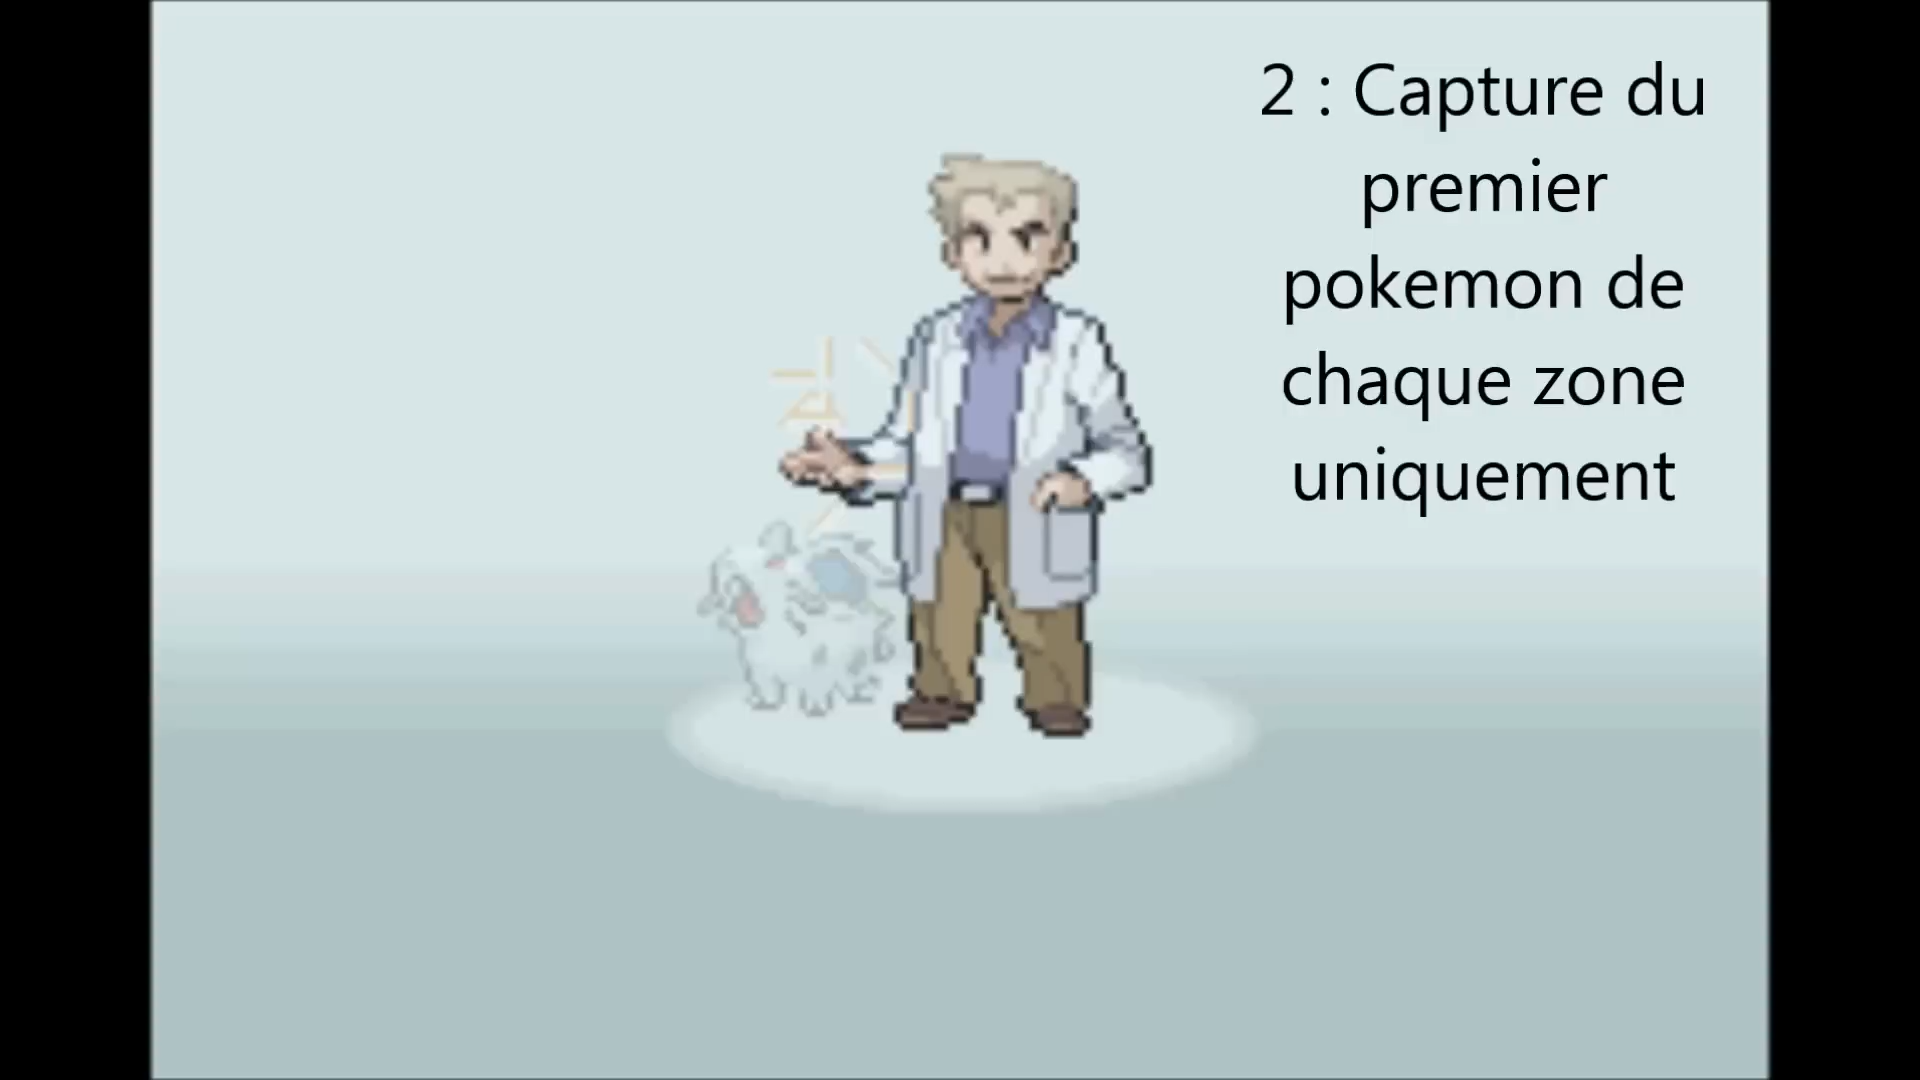 2 : Capture du
premier
pokemon de
chaque zone
uniquement